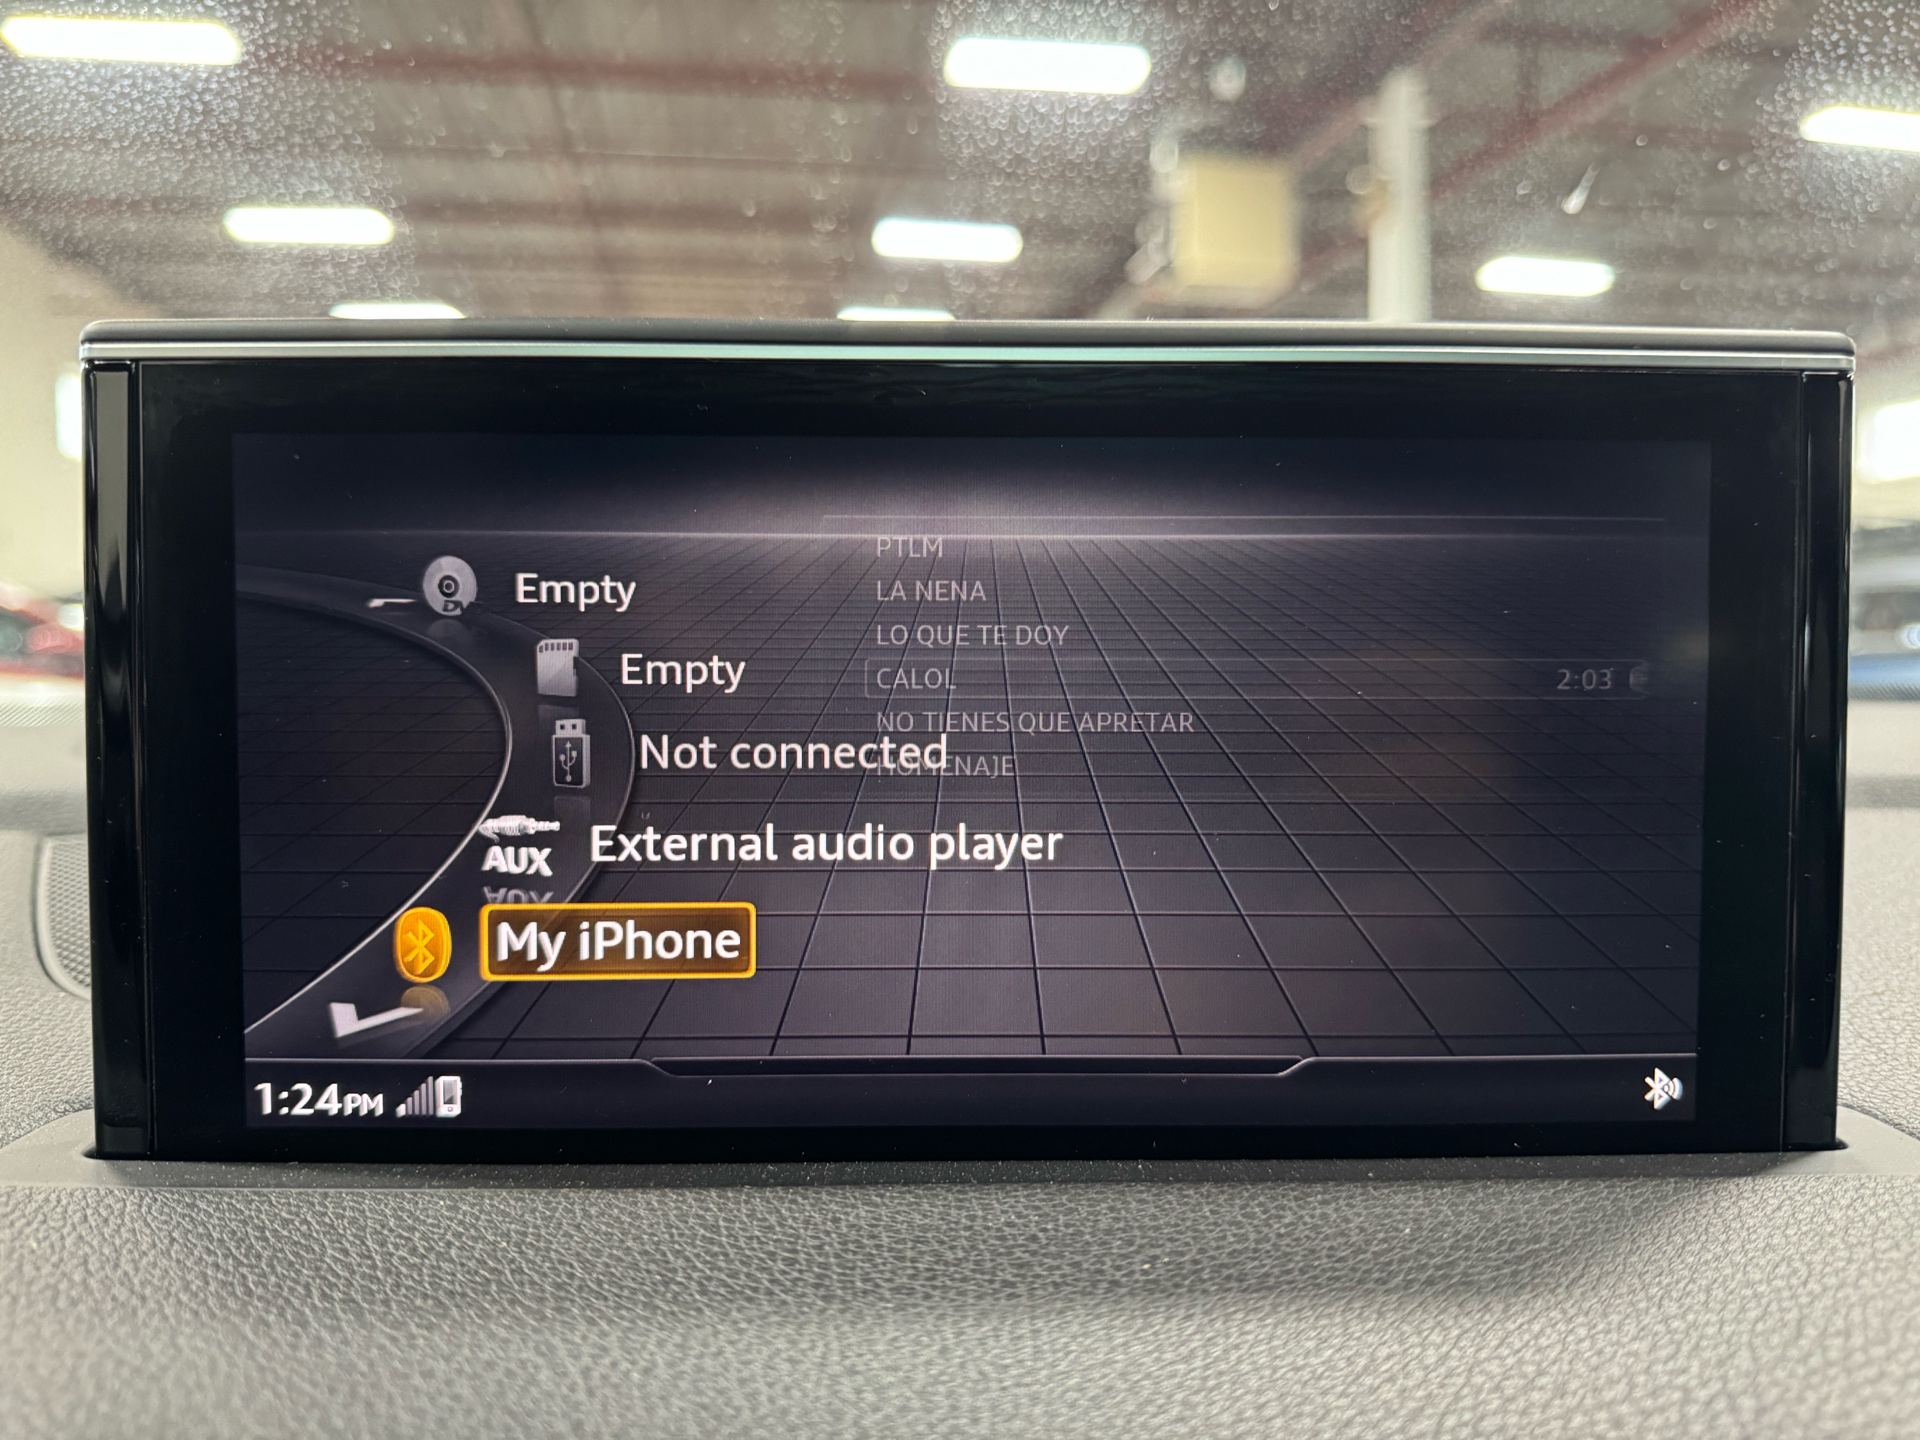 PTLM
Empty
LA NENA
LO QUE TE DOY
Empty
CALOL
2:03
NO TIENES QUE APRETAR
Not connected
HOMENAJE
External audio player
AUX
My iPhone
1:24PM